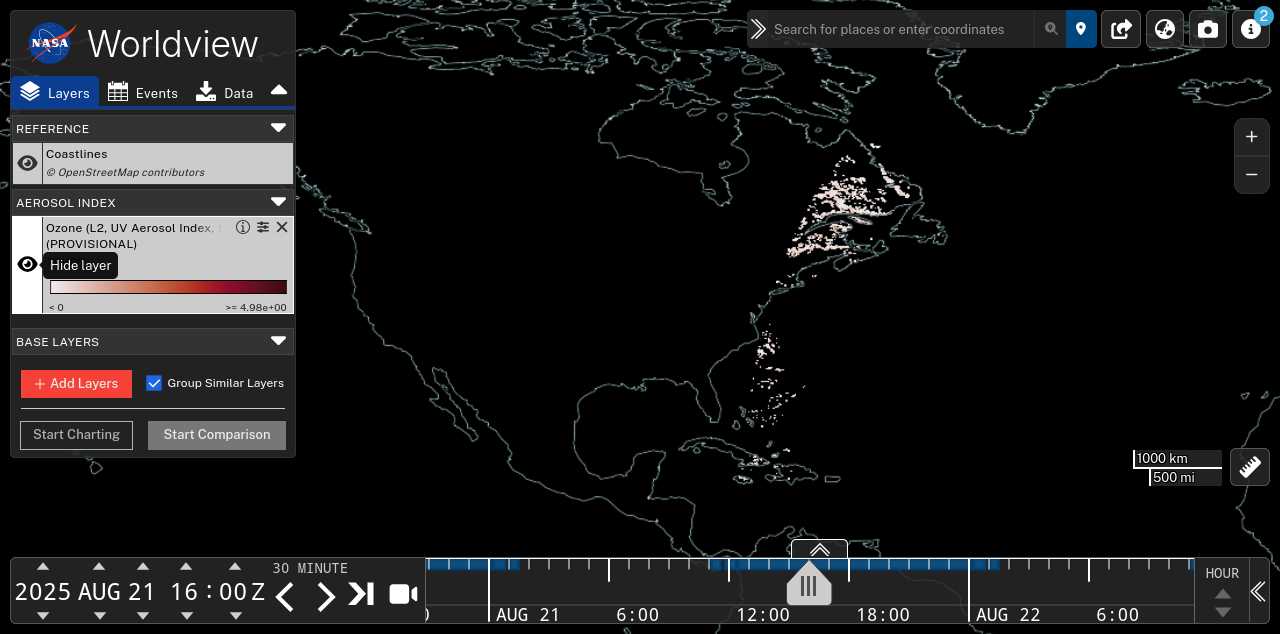 NASA Worldview
Search for places or enter coordinates
2
Layers
Events
Data
REFERENCE
Coastlines
© OpenStreetMap contributors
AEROSOL INDEX
Ozone (L2, UV Aerosol Index,
(PROVISIONAL)
Hide layer
< 0 >= 4.98e+00
BASE LAYERS
+ Add Layers
Group Similar Layers
Start Charting
Start Comparison
+
−
1000 km
500 mi
2025 AUG 21 16 : 00 Z
30 MINUTE
AUG 21 6:00 12:00 18:00 AUG 22 6:00
HOUR